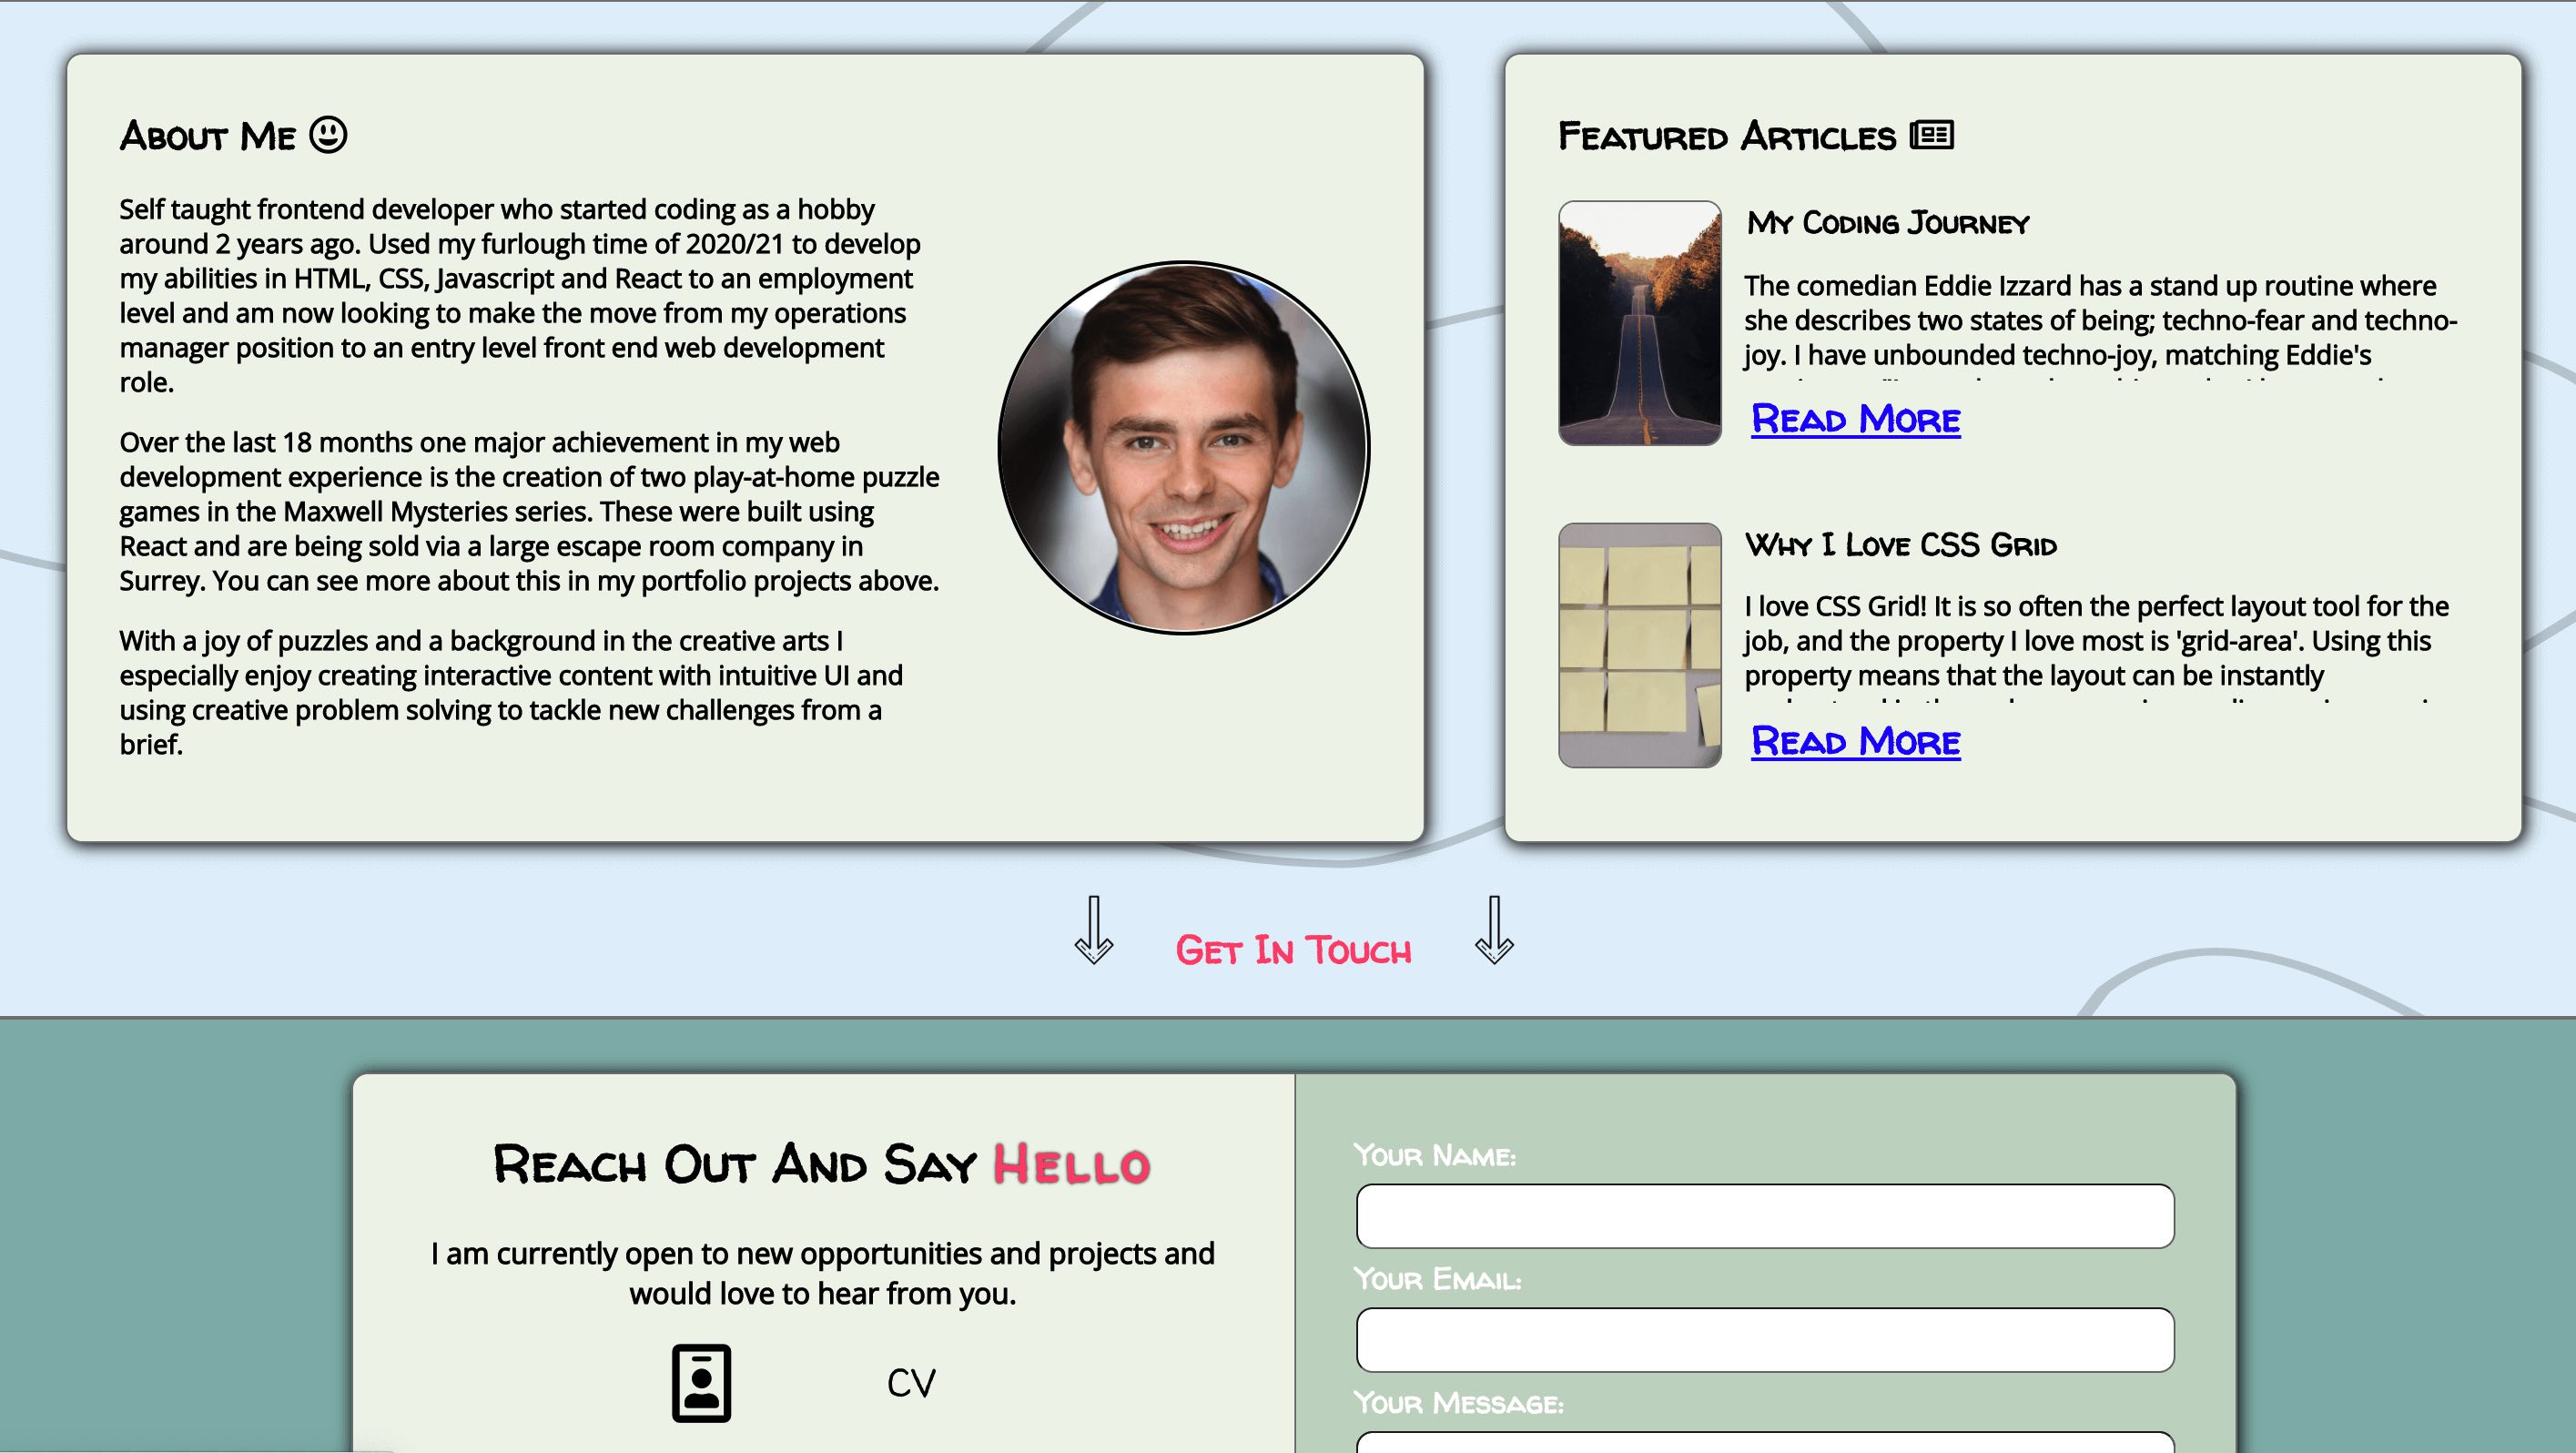 About Me
Self taught frontend developer who started coding as a hobby
around 2 years ago. Used my furlough time of 2020/21 to develop
my abilities in HTML, CSS, Javascript and React to an employment
level and am now looking to make the move from my operations
manager position to an entry level front end web development
role.
Over the last 18 months one major achievement in my web
development experience is the creation of two play-at-home puzzle
games in the Maxwell Mysteries series. These were built using
React and are being sold via a large escape room company in
Surrey. You can see more about this in my portfolio projects above.
With a joy of puzzles and a background in the creative arts I
especially enjoy creating interactive content with intuitive UI and
using creative problem solving to tackle new challenges from a
brief.
Featured Articles
My Coding Journey
The comedian Eddie Izzard has a stand up routine where
she describes two states of being; techno-fear and techno-
joy. I have unbounded techno-joy, matching Eddie's
Read More
Why I Love CSS Grid
I love CSS Grid! It is so often the perfect layout tool for the
job, and the property I love most is 'grid-area'. Using this
property means that the layout can be instantly
Read More
Get In Touch
Reach Out And Say Hello
I am currently open to new opportunities and projects and
would love to hear from you.
CV
Your Name:
Your Email:
Your Message: